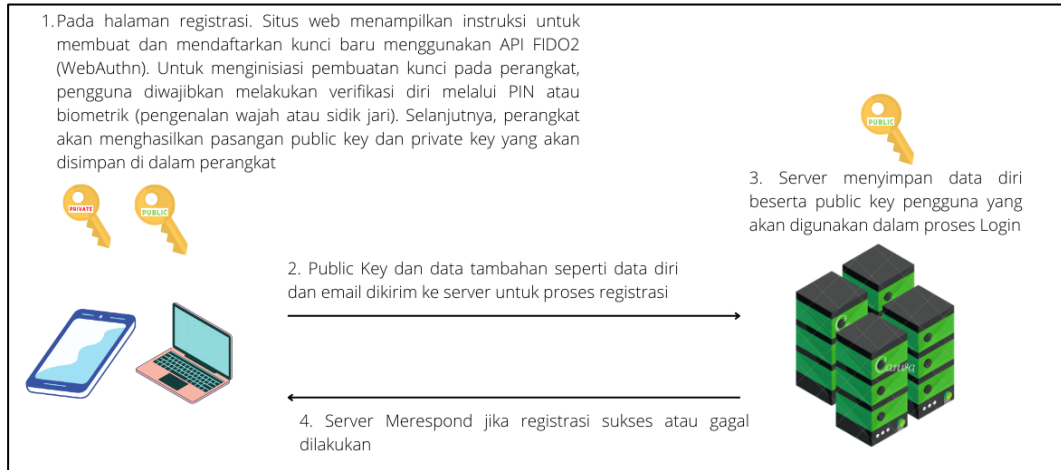 1. Pada halaman registrasi. Situs web menampilkan instruksi untuk
membuat dan mendaftarkan kunci baru menggunakan API FIDO2
(WebAuthn). Untuk menginisiasi pembuatan kunci pada perangkat,
pengguna diwajibkan melakukan verifikasi diri melalui PIN atau
biometrik (pengenalan wajah atau sidik jari). Selanjutnya, perangkat
akan menghasilkan pasangan public key dan private key yang akan
disimpan di dalam perangkat
PRIVATE
PUBLIC
2. Public Key dan data tambahan seperti data diri
dan email dikirim ke server untuk proses registrasi
PUBLIC
3. Server menyimpan data diri
beserta public key pengguna yang
akan digunakan dalam proses Login
C
Canva
4. Server Merespond jika registrasi sukses atau gagal
dilakukan